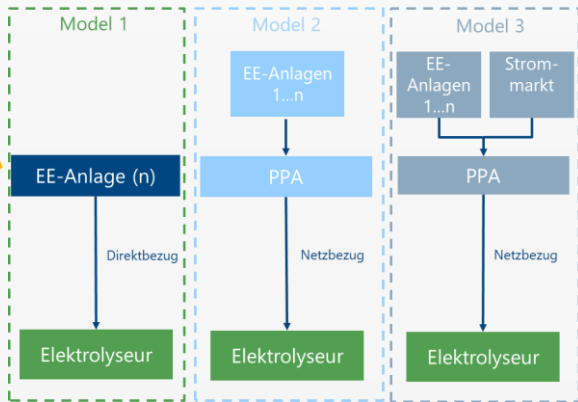 Model 1
EE-Anlage (n)
Direktbezug
Elektrolyseur
Model 2
EE-Anlagen
1...n
PPA
Netzbezug
Elektrolyseur
Model 3
EE-
Anlagen
1...n
Strom-
markt
PPA
Netzbezug
Elektrolyseur